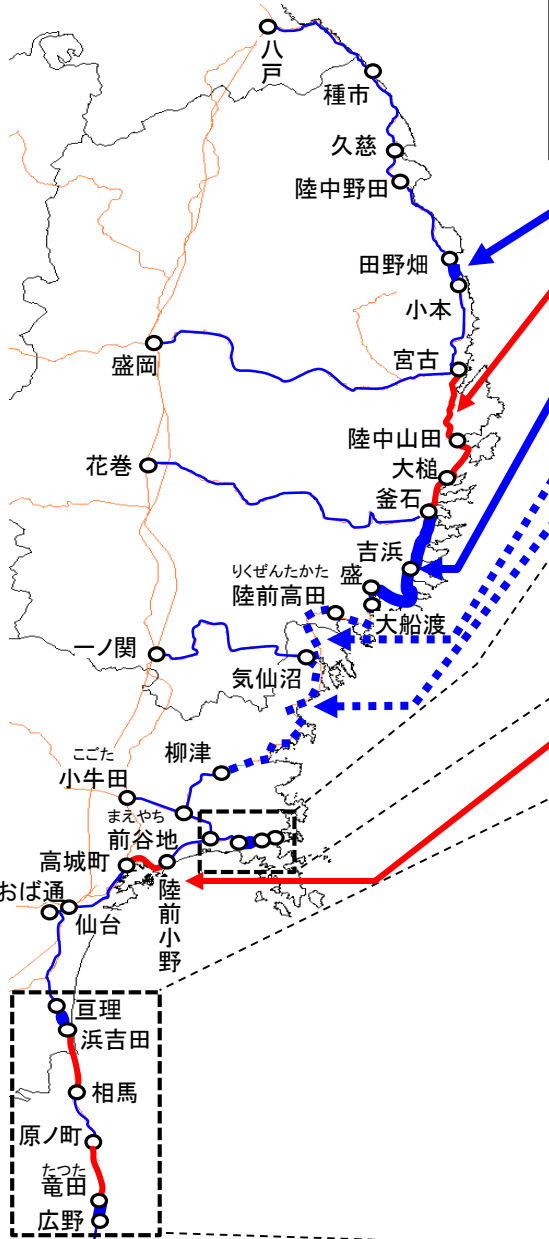 八戸
種市
久慈
陸中野田
田野畑
小本
盛岡
宮古
陸中山田
花巻
大槌
釜石
吉浜
りくぜんたかた
盛
陸前高田
大船渡
一ノ関
気仙沼
柳津
こごた
小牛田
まえやち
前谷地
高城町
陸前小野
おば通
仙台
亘理
浜吉田
相馬
原ノ町
たつた
竜田
広野